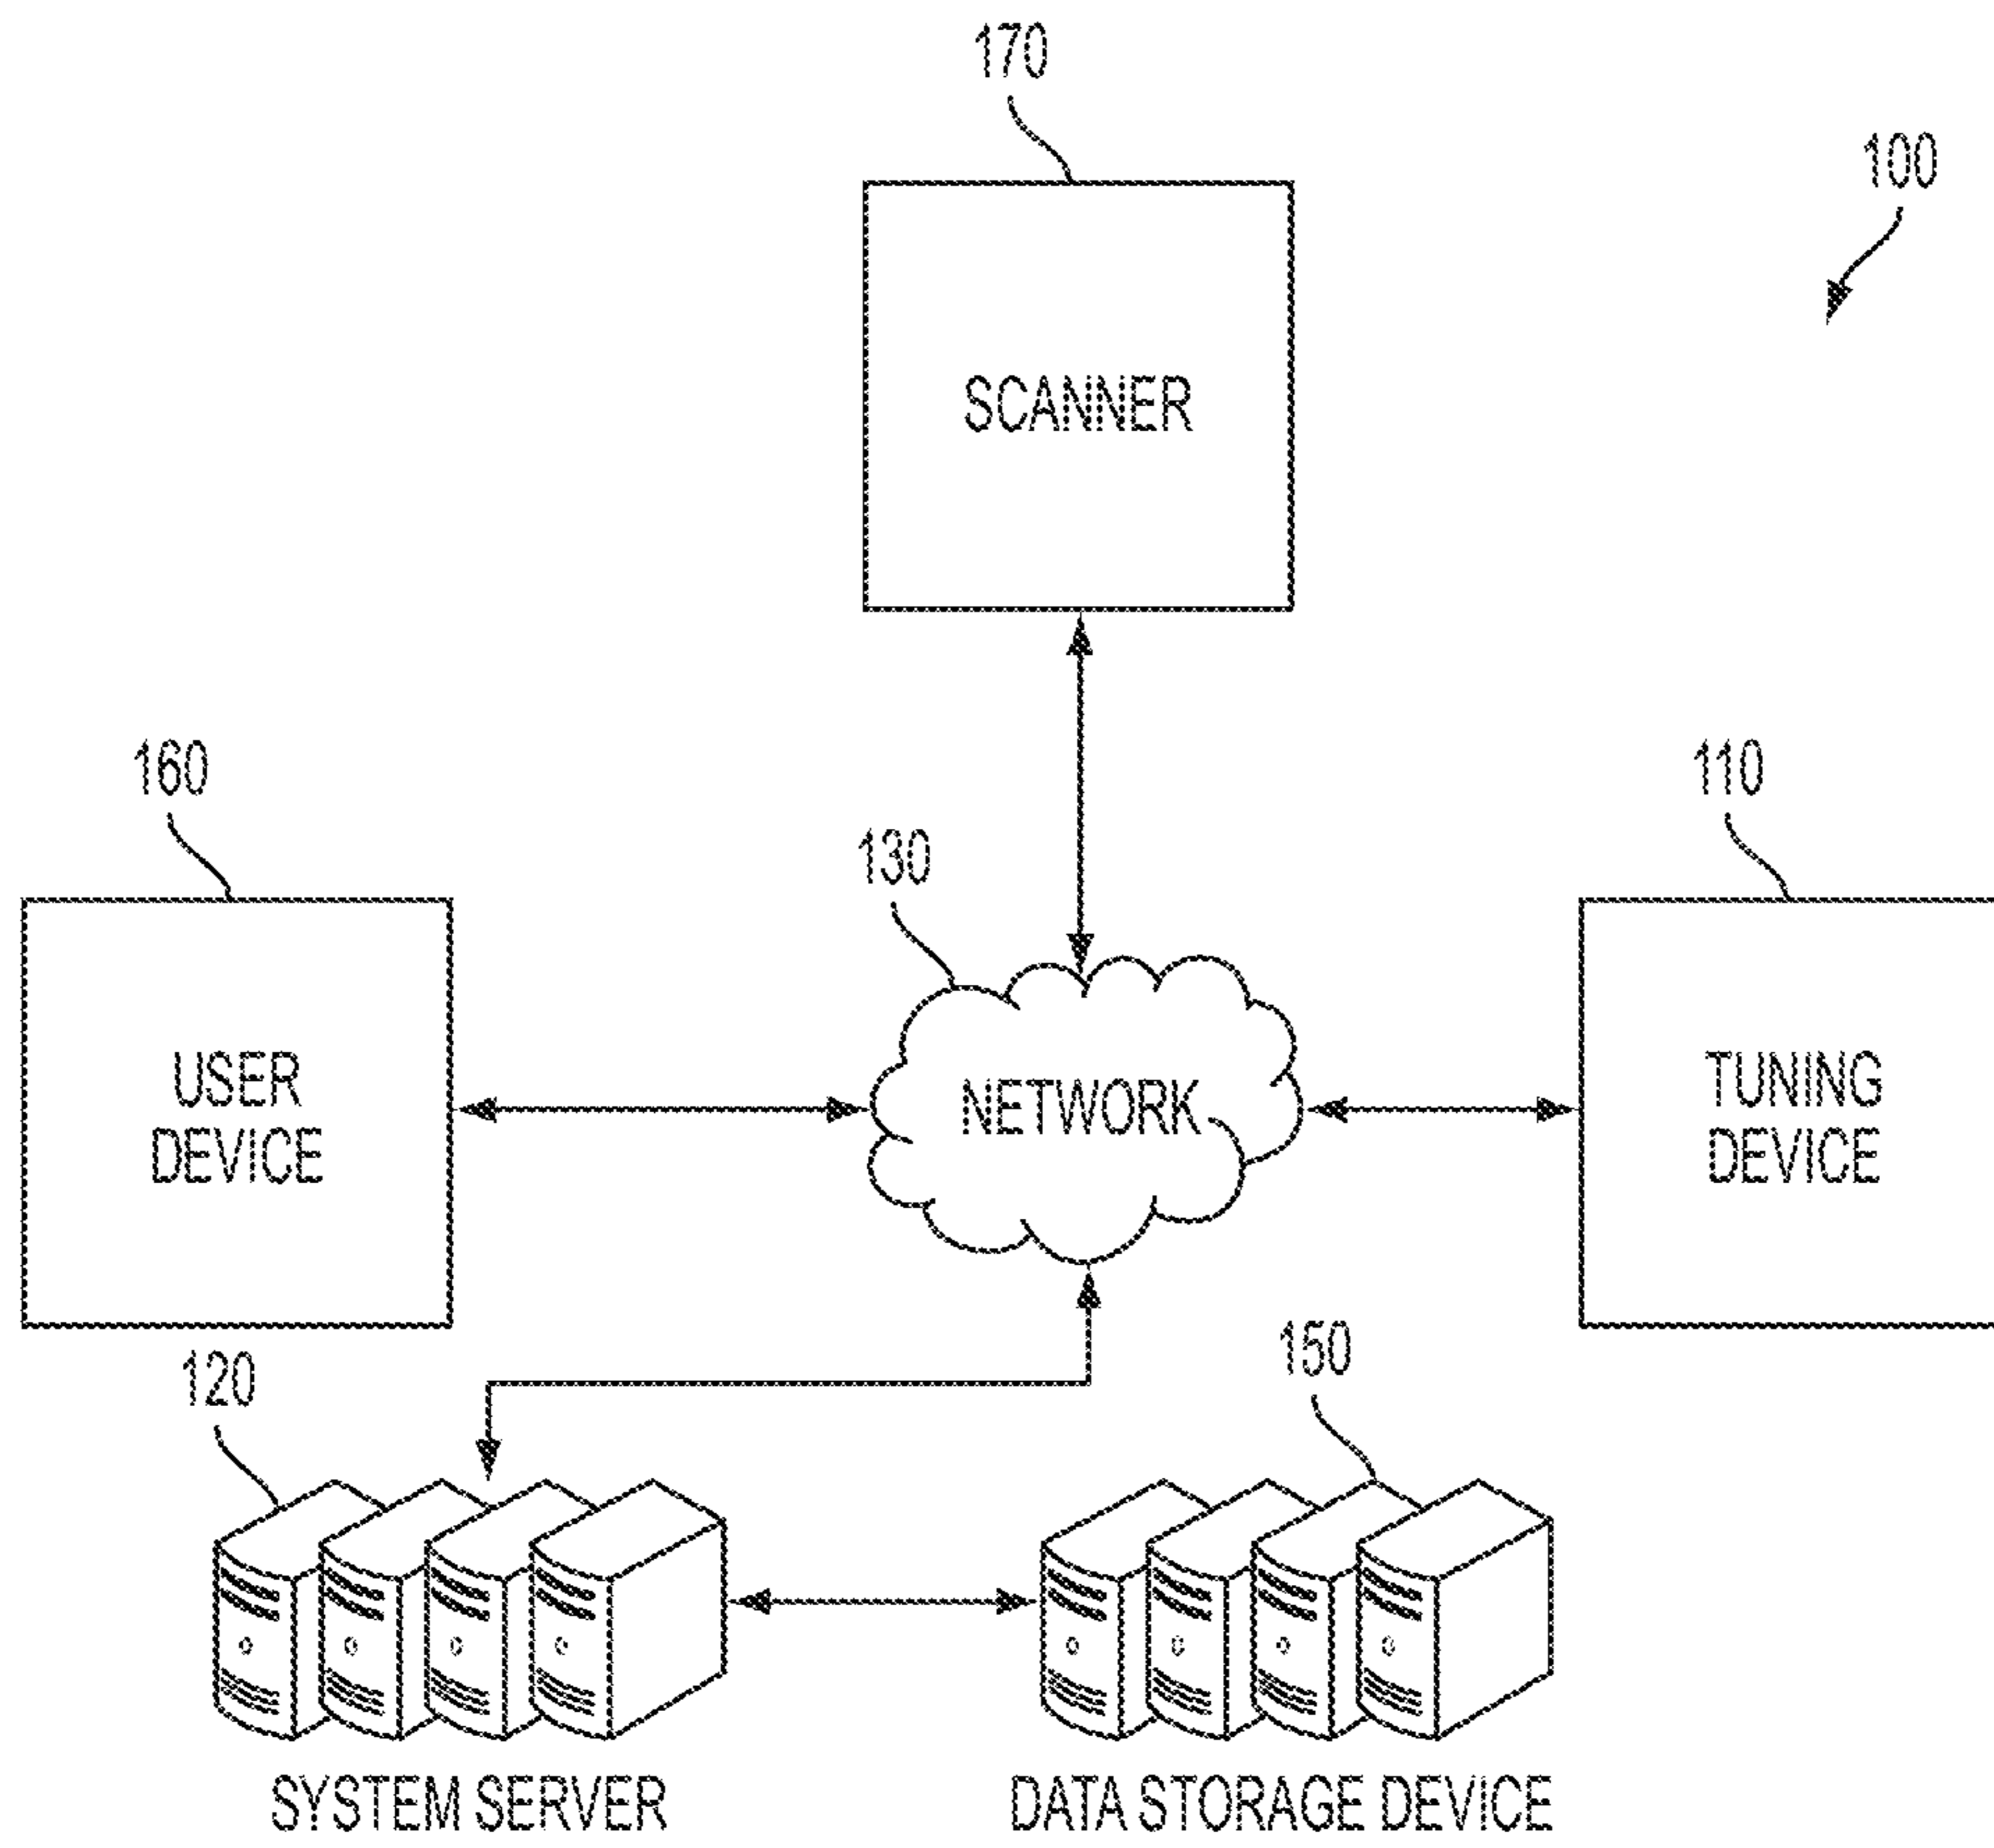 170
100
SCANNER
160
110
130
USER
DEVICE
NETWORK
TUNING
DEVICE
120
150
SYSTEM SERVER
DATA STORAGE DEVICE